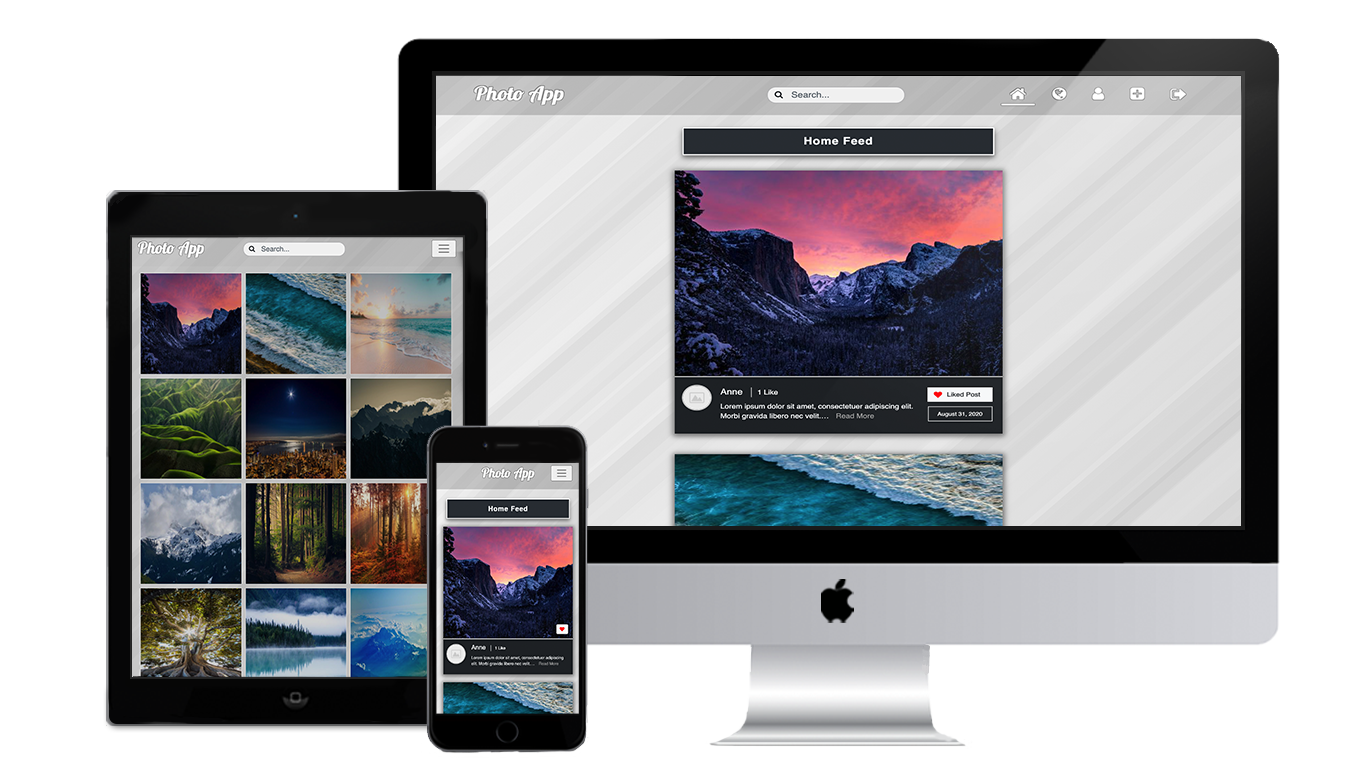 Photo App
Search...
Home Feed
Anne | 1 Like
Liked Post
Lorem ipsum dolor sit amet, consectetuer adipiscing elit.
Morbi gravida libero nec velit.... Read More
August 31, 2020
Photo App
Search...
Photo App
Home Feed
Anne | 1 Like
Lorem ipsum dolor sit amet, consectetuer adipiscing
elit. Morbi gravida libero nec velit.... Read More